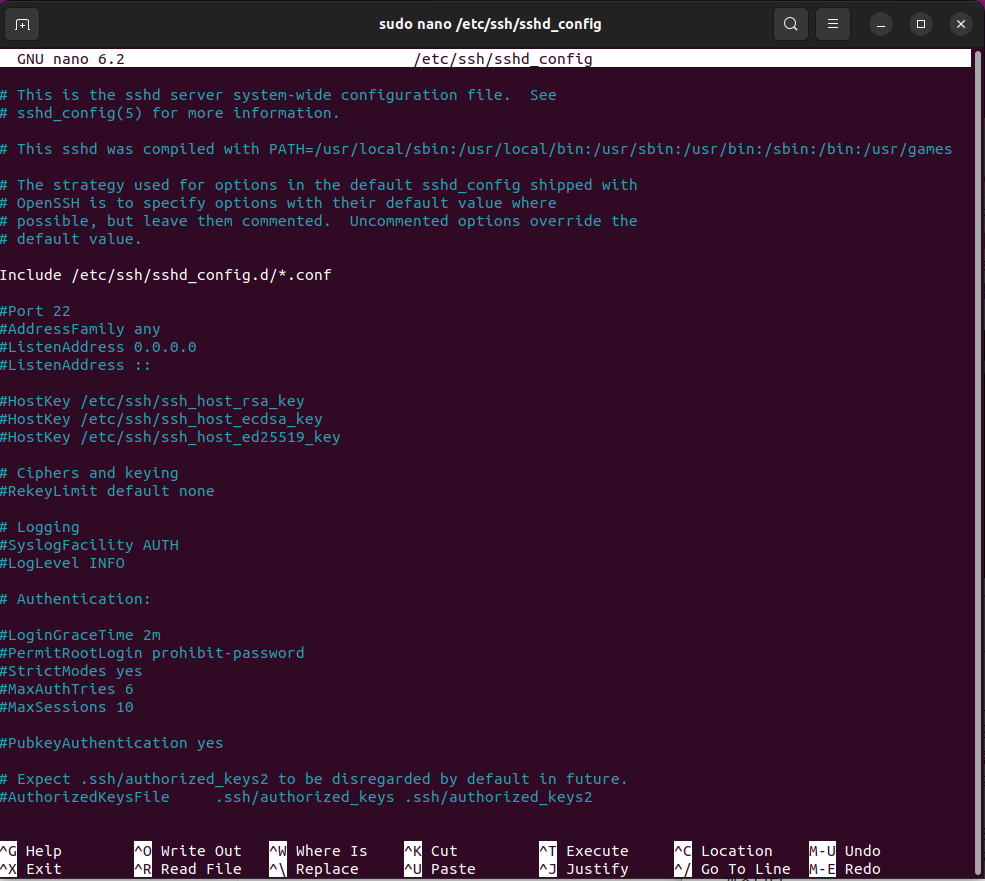 sudo nano /etc/ssh/sshd_config
GNU nano 6.2 /etc/ssh/sshd_config
# This is the sshd server system-wide configuration file.  See
# sshd_config(5) for more information.
# This sshd was compiled with PATH=/usr/local/sbin:/usr/local/bin:/usr/sbin:/usr/bin:/sbin:/bin:/usr/games
# The strategy used for options in the default sshd_config shipped with
# OpenSSH is to specify options with their default value where
# possible, but leave them commented.  Uncommented options override the
# default value.
Include /etc/ssh/sshd_config.d/*.conf
#Port 22
#AddressFamily any
#ListenAddress 0.0.0.0
#ListenAddress ::
#HostKey /etc/ssh/ssh_host_rsa_key
#HostKey /etc/ssh/ssh_host_ecdsa_key
#HostKey /etc/ssh/ssh_host_ed25519_key
# Ciphers and keying
#RekeyLimit default none
# Logging
#SyslogFacility AUTH
#LogLevel INFO
# Authentication:
#LoginGraceTime 2m
#PermitRootLogin prohibit-password
#StrictModes yes
#MaxAuthTries 6
#MaxSessions 10
#PubkeyAuthentication yes
# Expect .ssh/authorized_keys2 to be disregarded by default in future.
#AuthorizedKeysFile     .ssh/authorized_keys .ssh/authorized_keys2
^G Help ^O Write Out ^W Where Is ^K Cut ^T Execute ^C Location M-U Undo
^X Exit ^R Read File ^\ Replace ^U Paste ^J Justify ^/ Go To Line M-E Redo